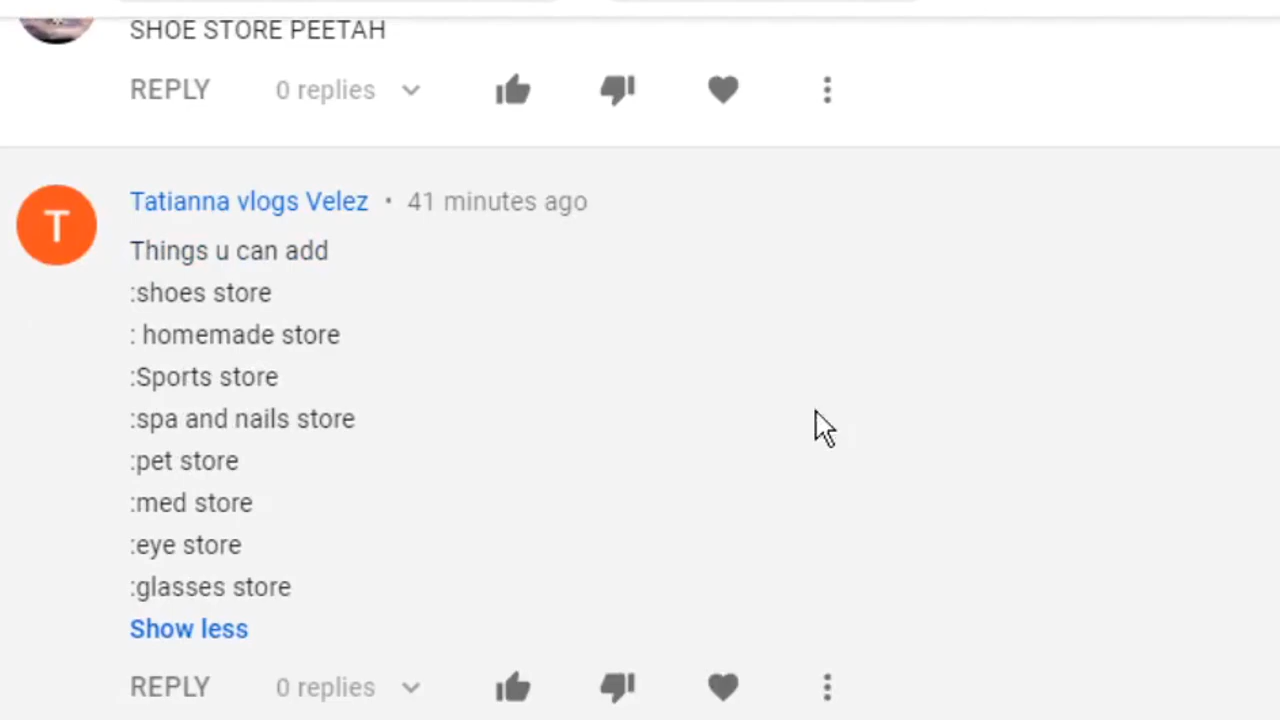 SHOE STORE PEETAH
REPLY 0 replies
T
Tatianna vlogs Velez • 41 minutes ago
Things u can add
:shoes store
: homemade store
:Sports store
:spa and nails store
:pet store
:med store
:eye store
:glasses store
Show less
REPLY 0 replies